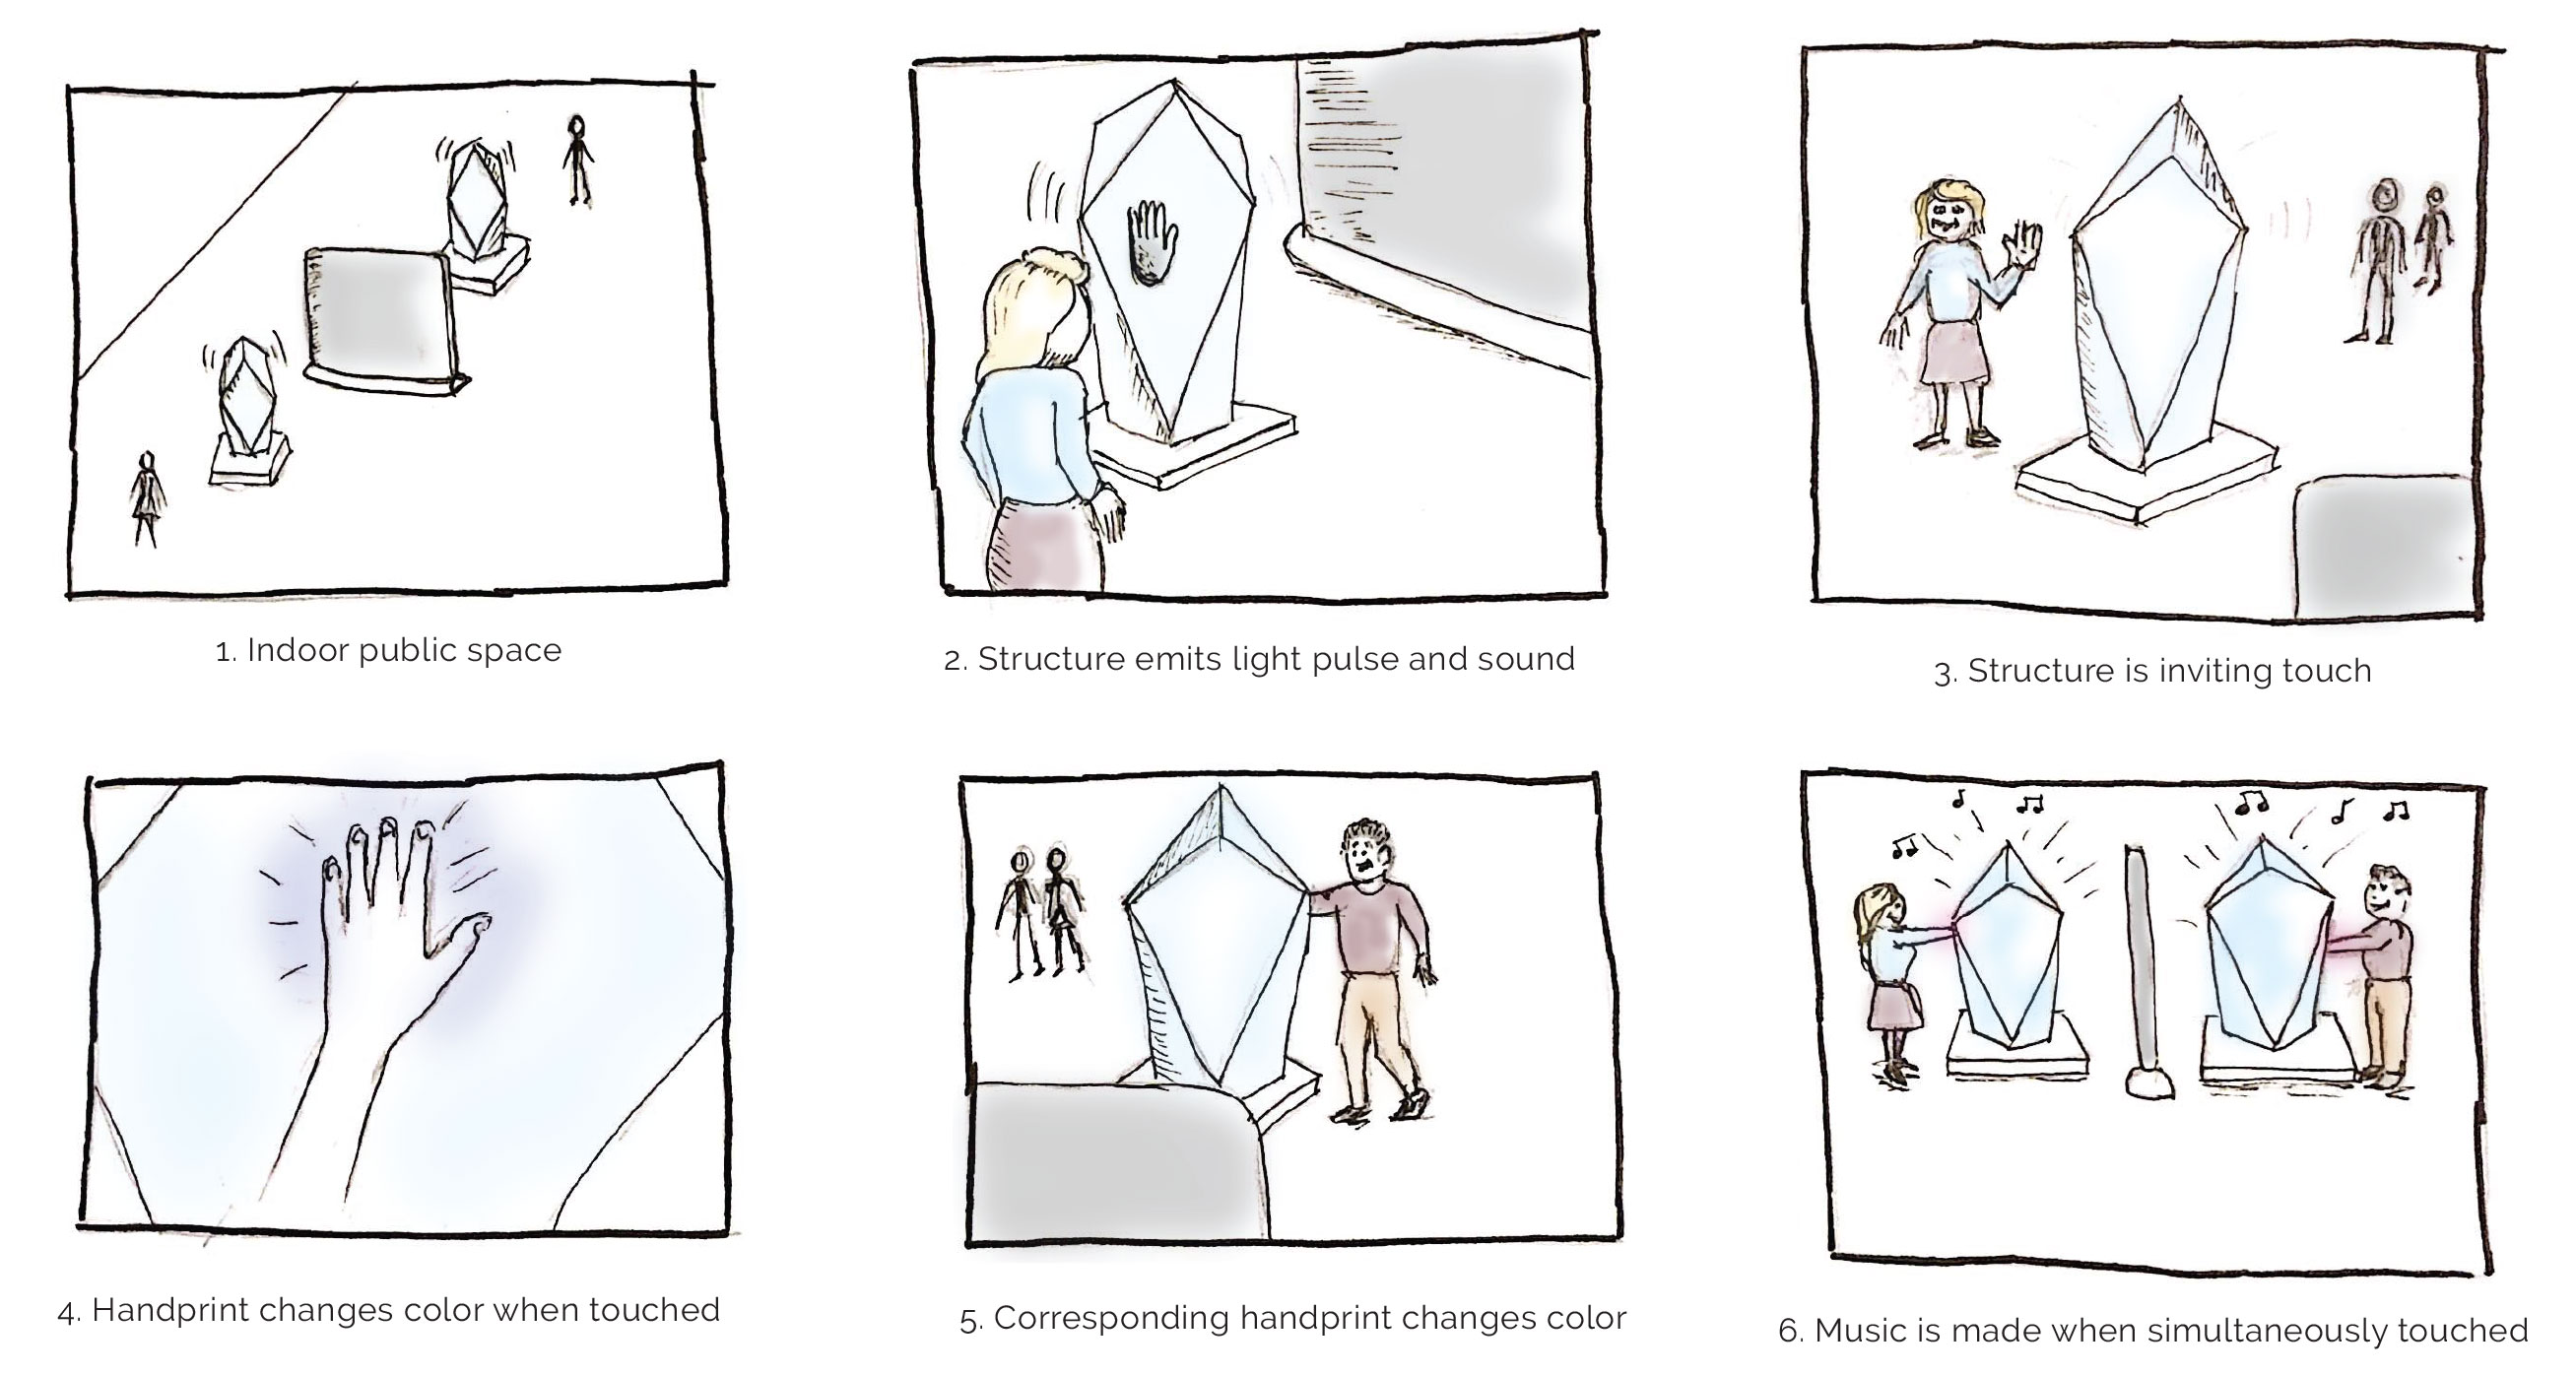 1. Indoor public space
2. Structure emits light pulse and sound
3. Structure is inviting touch
4. Handprint changes color when touched
5. Corresponding handprint changes color
6. Music is made when simultaneously touched